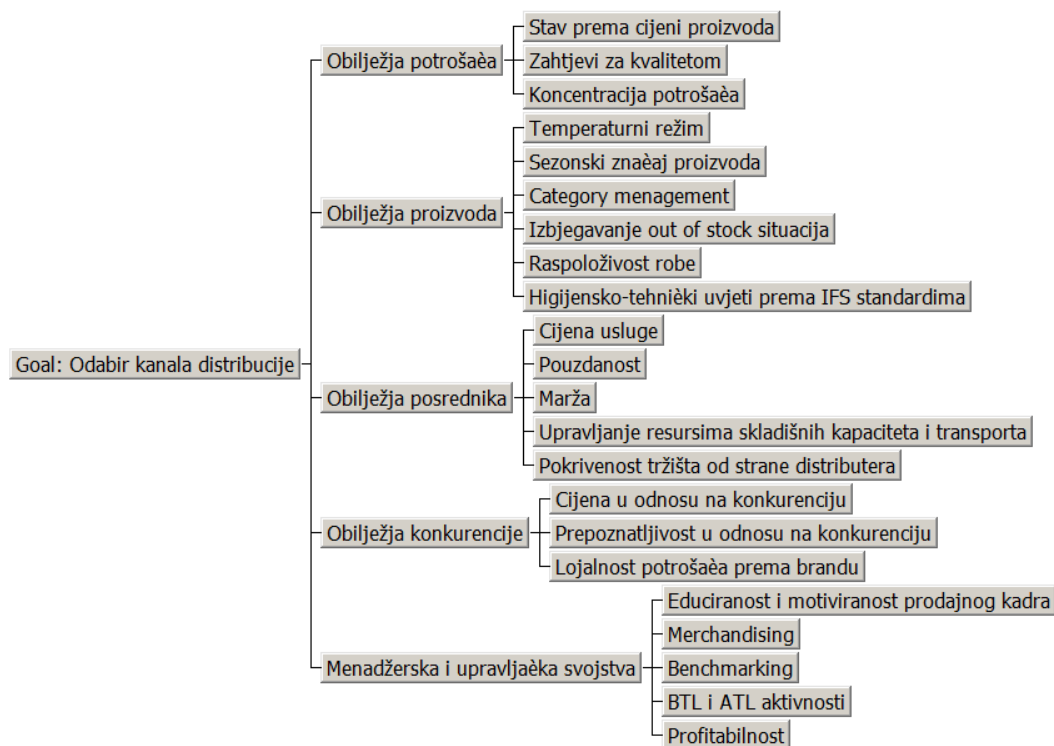 Goal: Odabir kanala distribucije
Obilježja potrošaèa
Stav prema cijeni proizvoda
Zahtjevi za kvalitetom
Koncentracija potrošaèa
Obilježja proizvoda
Temperaturni režim
Sezonski znaèaj proizvoda
Category menagement
Izbjegavanje out of stock situacija
Raspoloživost robe
Higijensko-tehnièki uvjeti prema IFS standardima
Obilježja posrednika
Cijena usluge
Pouzdanost
Marža
Upravljanje resursima skladišnih kapaciteta i transporta
Pokrivenost tržišta od strane distributera
Obilježja konkurencije
Cijena u odnosu na konkurenciju
Prepoznatljivost u odnosu na konkurenciju
Lojalnost potrošaèa prema brandu
Menadžerska i upravljaèka svojstva
Educiranost i motiviranost prodajnog kadra
Merchandising
Benchmarking
BTL i ATL aktivnosti
Profitabilnost